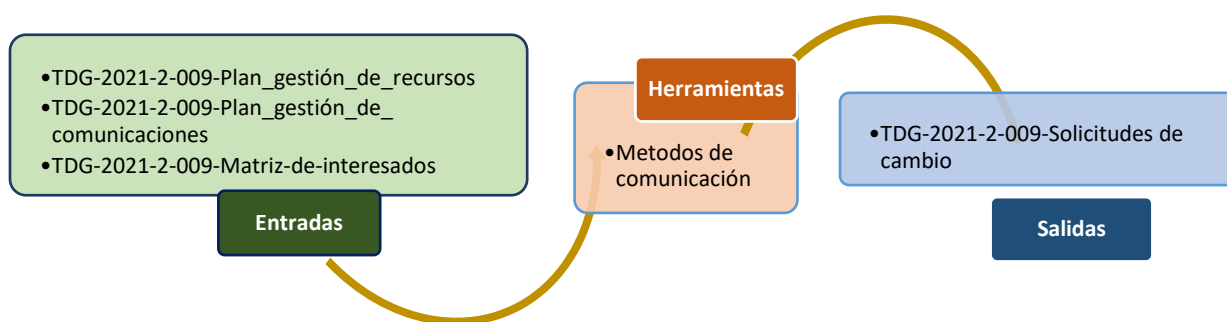 •TDG-2021-2-009-Plan_gestión_de_recursos
•TDG-2021-2-009-Plan_gestión_de_
comunicaciones
•TDG-2021-2-009-Matriz-de-interesados
Entradas
Herramientas
•Metodos de
comunicación
•TDG-2021-2-009-Solicitudes de
cambio
Salidas